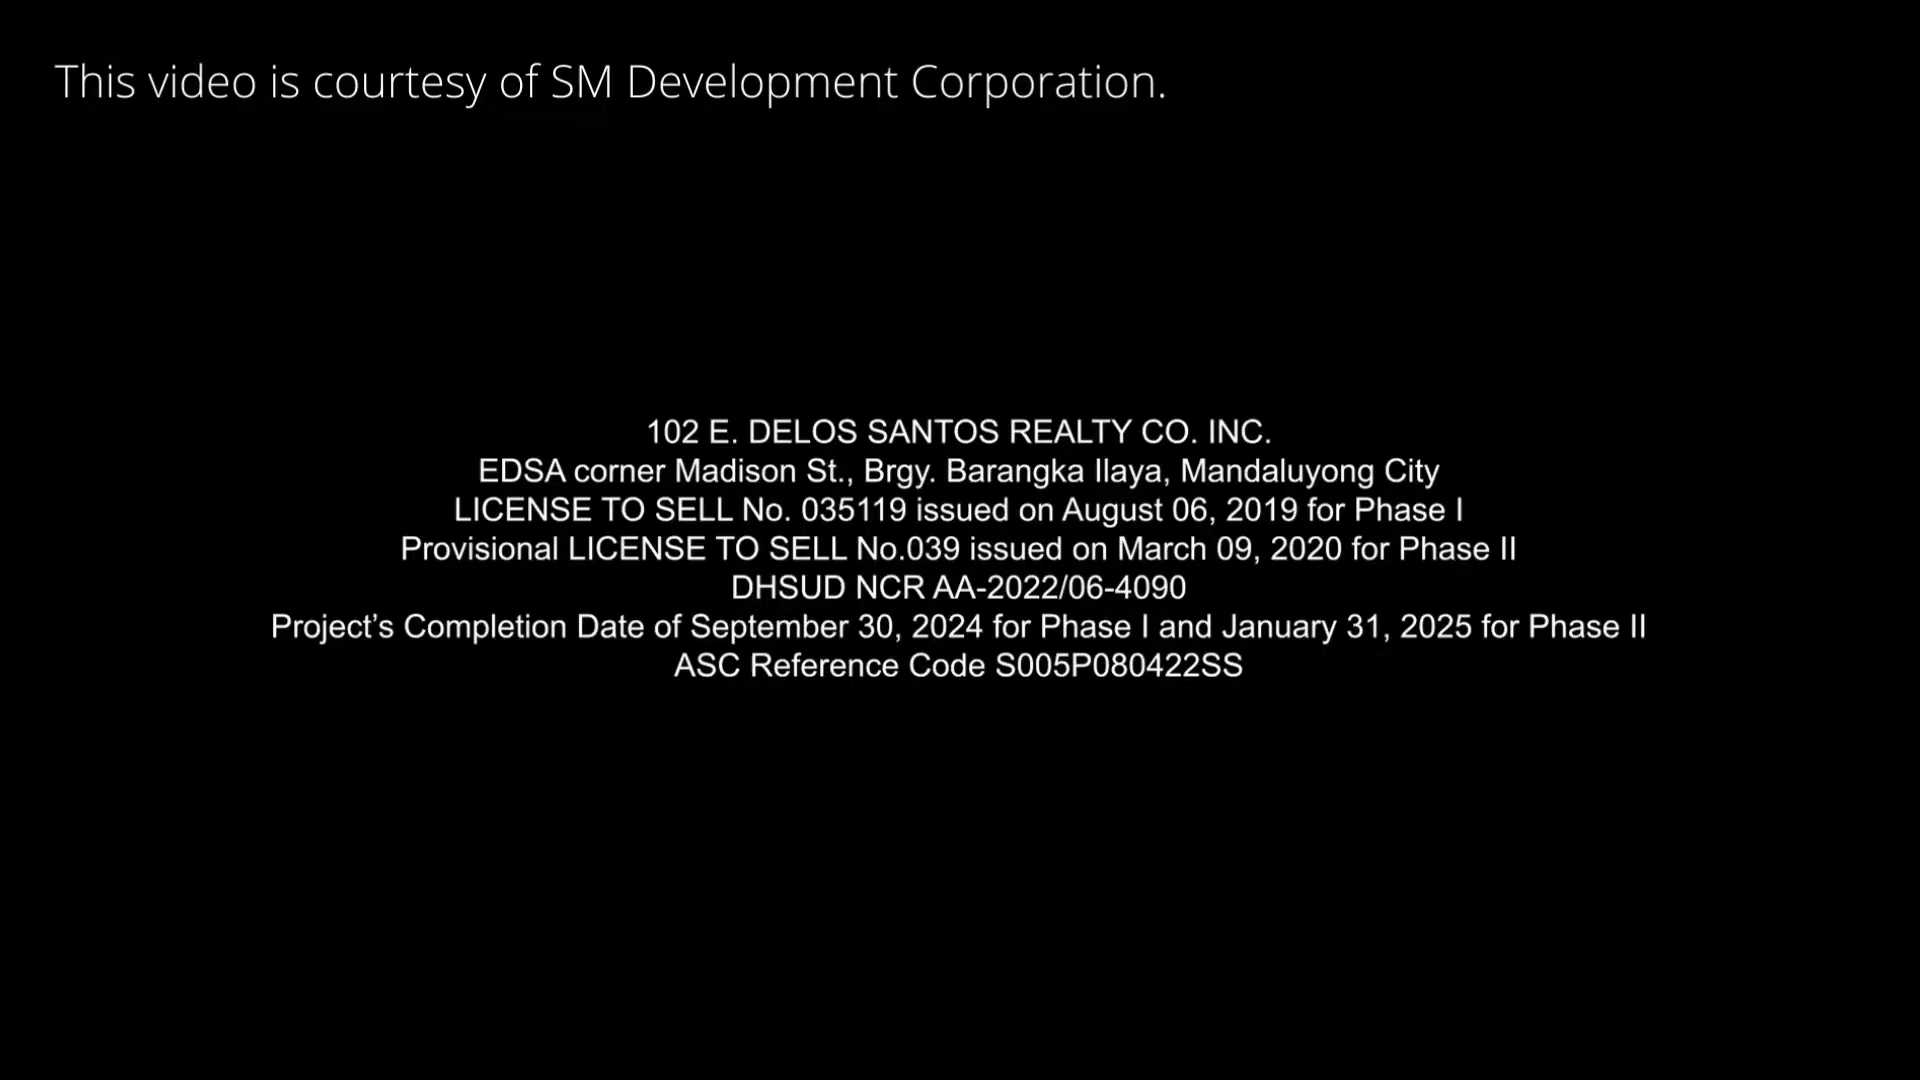 This video is courtesy of SM Development Corporation.
102 E. DELOS SANTOS REALTY CO. INC.
EDSA corner Madison St., Brgy. Barangka Ilaya, Mandaluyong City
LICENSE TO SELL No. 035119 issued on August 06, 2019 for Phase I
Provisional LICENSE TO SELL No.039 issued on March 09, 2020 for Phase II
DHSUD NCR AA-2022/06-4090
Project’s Completion Date of September 30, 2024 for Phase I and January 31, 2025 for Phase II
ASC Reference Code S005P080422SS